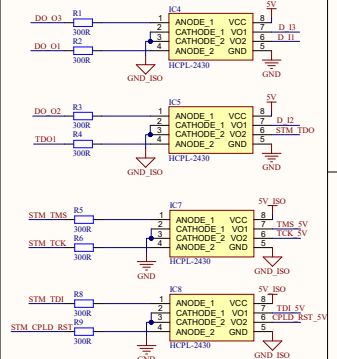 IC4
5V
DO_O3 R1 1 ANODE_1 VCC 8
300R 2 CATHODE_1 VO1 7 D_I3
DO_O1 R2 3 CATHODE_2 VO2 6 D_I1
300R 4 ANODE_2 GND 5
HCPL-2430
GND_ISO GND
IC5
5V
DO_O2 R3 1 ANODE_1 VCC 8
300R 2 CATHODE_1 VO1 7 D_I2
TDO1 R4 3 CATHODE_2 VO2 6 STM_TDO
300R 4 ANODE_2 GND 5
HCPL-2430
GND_ISO GND
IC7
5V_ISO
STM_TMS R5 1 ANODE_1 VCC 8
300R 2 CATHODE_1 VO1 7 TMS_5V
STM_TCK R6 3 CATHODE_2 VO2 6 TCK_5V
300R 4 ANODE_2 GND 5
HCPL-2430
GND GND_ISO
IC8
5V_ISO
STM_TDI R8 1 ANODE_1 VCC 8
300R 2 CATHODE_1 VO1 7 TDI_5V
STM_CPLD_RST R9 3 CATHODE_2 VO2 6 CPLD_RST_5V
300R 4 ANODE_2 GND 5
HCPL-2430
GND GND_ISO